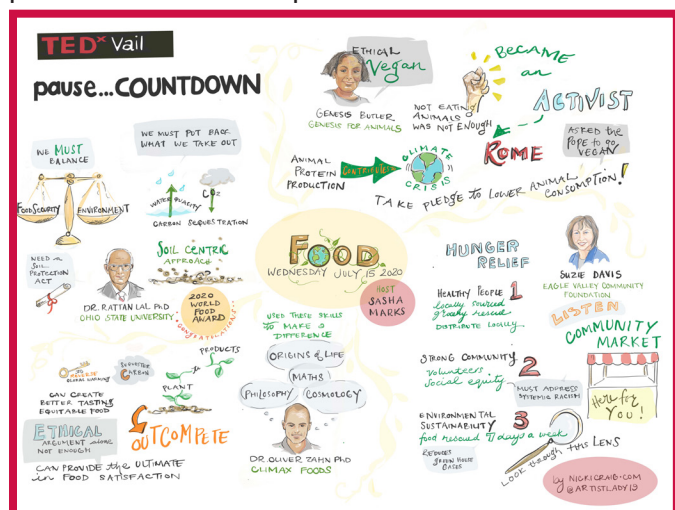 TEDx Vail
pause...COUNTDOWN
WE MUST
BALANCE
FOOD SECURITY
ENVIRONMENT
WE MUST PUT BACK
WHAT WE TAKE OUT
WATER QUALITY
CO2
CARBON SEQUESTRATION
NEED a
SOIL
PROTECTION
ACT
SOIL CENTRIC
APPROACH
DR. RATTAN LAL PhD
OHIO STATE UNIVERSITY
2020
WORLD
FOOD
AWARD
CONGRATULATIONS
ETHICAL
Vegan
GENESIS BUTLER
GENESIS FOR ANIMALS
NOT EATING
ANIMALS
WAS NOT ENOUGH
BECAME
an
ACTIVIST
ROME
ASKED the
POPE to go
VEGAN
ANIMAL
PROTEIN
PRODUCTION
CONTRIBUTES
CLIMATE
CRISIS
TAKE PLEDGE to LOWER ANIMAL
CONSUMPTION!
FOOD
WEDNESDAY JULY 15 2020
HOST
SASHA
MARKS
USED THESE SKILLS
to MAKE a
DIFFERENCE
ORIGINS of LIFE
MATHS
PHILOSOPHY
COSMOLOGY
DR. OLIVER ZAHN PhD
CLIMAX FOODS
PRODUCTS
PLANT
REVERSE
GLOBAL WARMING
SEQUESTER
CARBON
CAN CREATE
BETTER TASTING
EQUITABLE FOOD
ETHICAL
ARGUMENT alone
NOT ENOUGH
OUTCOMPETE
CAN PROVIDE the ULTIMATE
in FOOD SATISFACTION
HUNGER
RELIEF
SUZIE DAVIS
EAGLE VALLEY COMMUNITY
FOUNDATION
HEALTHY PEOPLE 1
locally sourced
grocery rescue
DISTRIBUTE locally
STRONG COMMUNITY 2
Volunteers
Social equity
MUST ADDRESS
SYSTEMIC RACISM
ENVIRONMENTAL 3
SUSTAINABILITY
food rescued 7 days a week
REDUCES
GREEN HOUSE
GASES
LISTEN
COMMUNITY
MARKET
Here for
YOU!
LOOK through THIS LENS
by NICKICRAIG.COM
@ARTISTLADY13